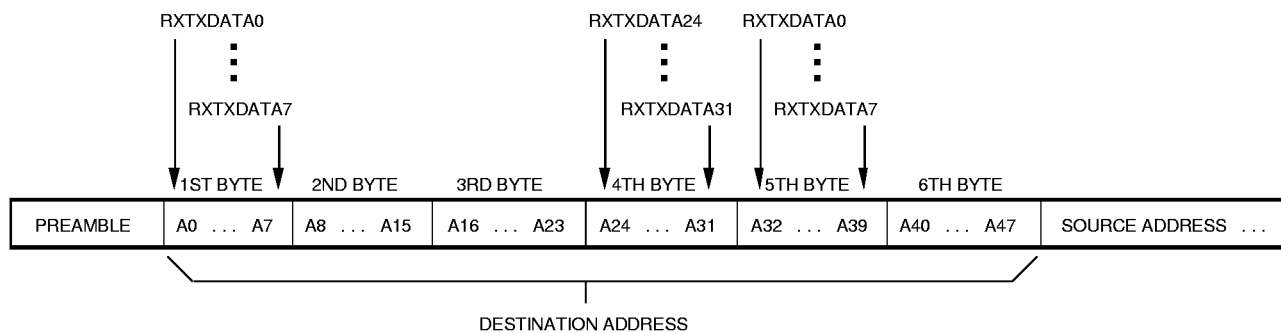 RXTXDATA0 RXTXDATA24 RXTXDATA0
RXTXDATA7 RXTXDATA31 RXTXDATA7
1ST BYTE 2ND BYTE 3RD BYTE 4TH BYTE 5TH BYTE 6TH BYTE
PREAMBLE A0 ... A7 A8 ... A15 A16 ... A23 A24 ... A31 A32 ... A39 A40 ... A47 SOURCE ADDRESS ...
DESTINATION ADDRESS